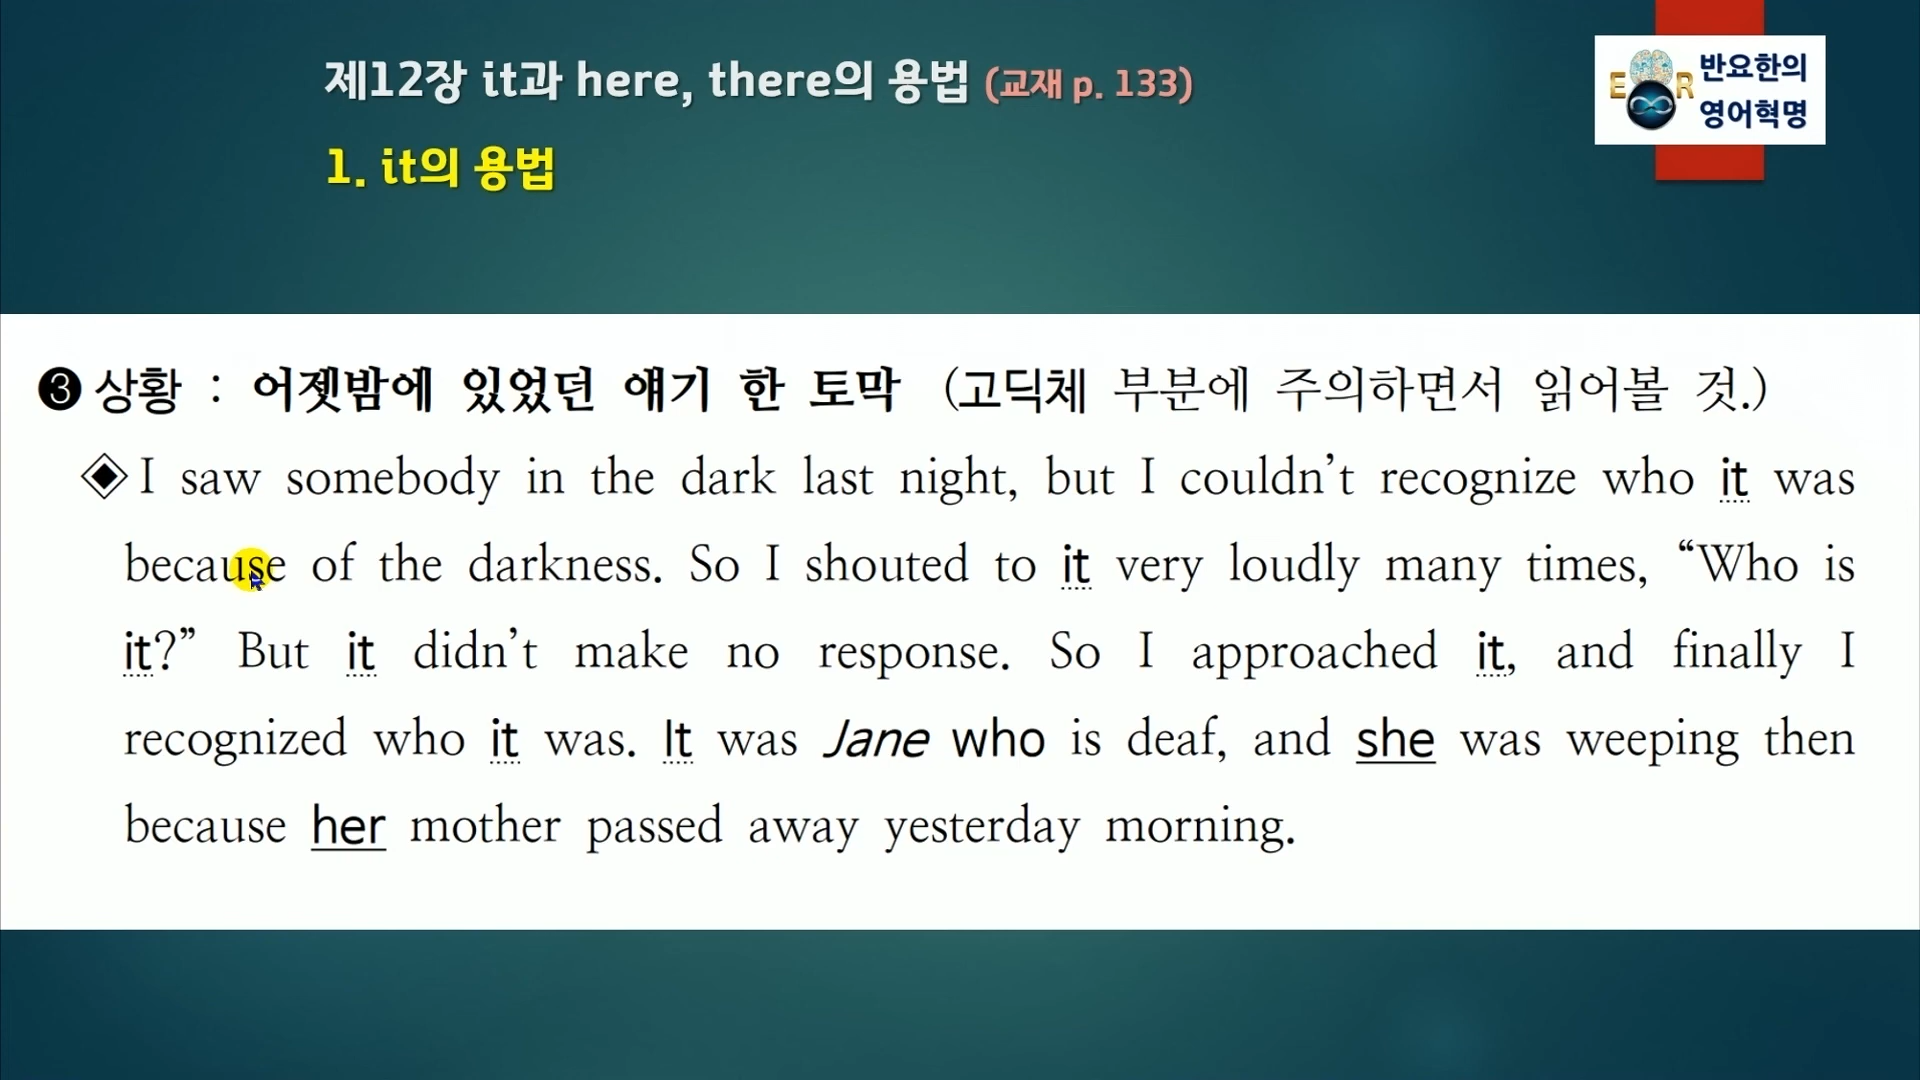 제12장 it과 here, there의 용법 (교재 p. 133)
1. it의 용법
E R 반요한의
영어혁명
❸ 상황 : 어젯밤에 있었던 얘기 한 토막 (고딕체 부분에 주의하면서 읽어볼 것.)
◈ I saw somebody in the dark last night, but I couldn’t recognize who it was
because of the darkness. So I shouted to it very loudly many times, “Who is
it?” But it didn’t make no response. So I approached it, and finally I
recognized who it was. It was Jane who is deaf, and she was weeping then
because her mother passed away yesterday morning.